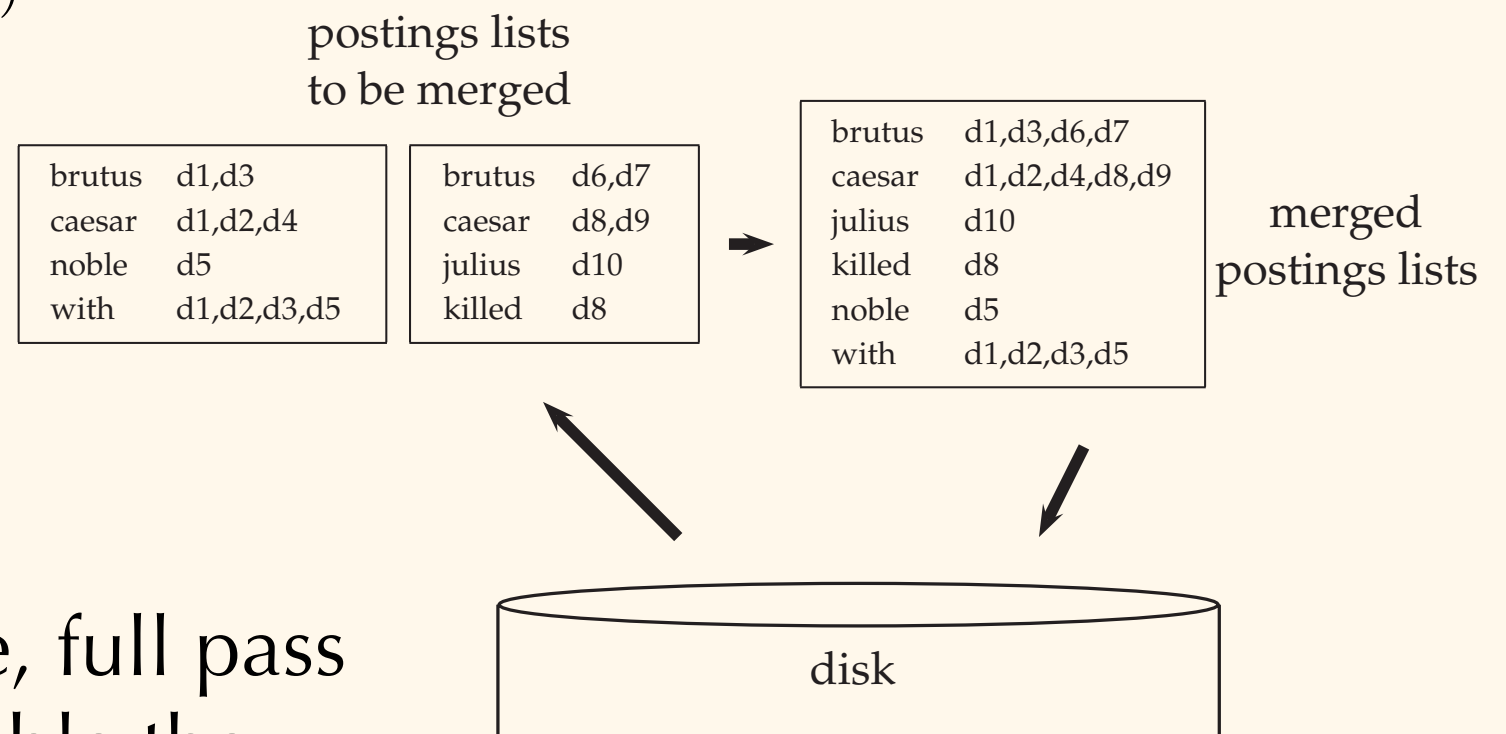 )
postings lists
to be merged
brutus d1,d3
caesar d1,d2,d4
noble d5
with d1,d2,d3,d5
brutus d6,d7
caesar d8,d9
julius d10
killed d8
brutus d1,d3,d6,d7
caesar d1,d2,d4,d8,d9
julius d10
killed d8
noble d5
with d1,d2,d3,d5
merged
postings lists
e, full pass
disk